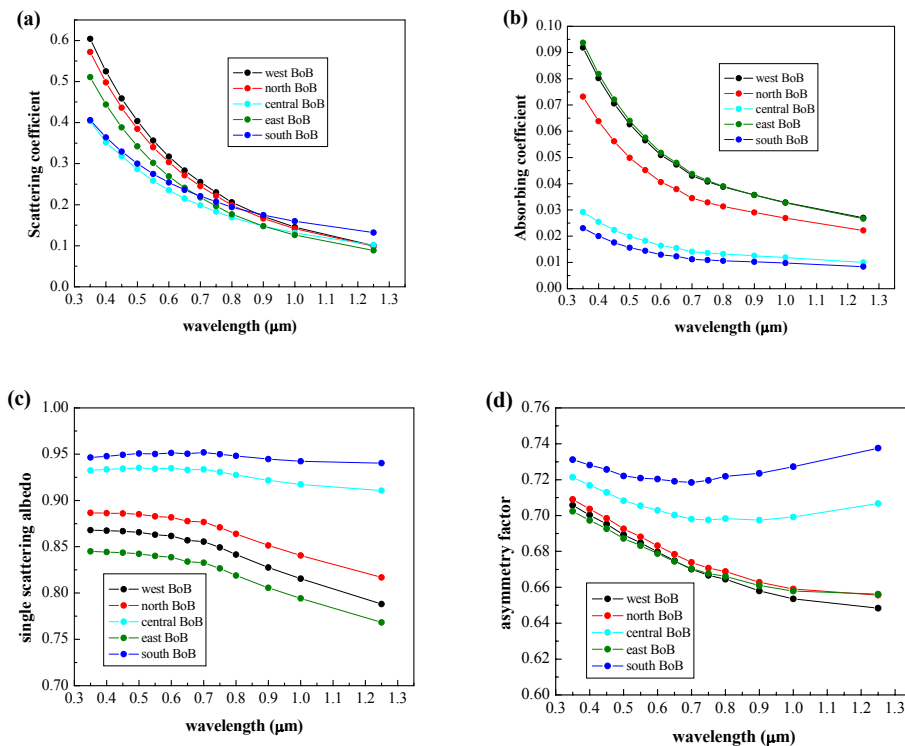 (a)
Scattering coefficient
0.6
0.5
0.4
0.3
0.2
0.1
0.0
west BoB
north BoB
central BoB
east BoB
south BoB
0.3 0.4 0.5 0.6 0.7 0.8 0.9 1.0 1.1 1.2 1.3
wavelength (μm)
(b)
Absorbing coefficient
0.10
0.09
0.08
0.07
0.06
0.05
0.04
0.03
0.02
0.01
0.00
west BoB
north BoB
central BoB
east BoB
south BoB
0.3 0.4 0.5 0.6 0.7 0.8 0.9 1.0 1.1 1.2 1.3
wavelength (μm)
(c)
single scattering albedo
1.00
0.95
0.90
0.85
0.80
0.75
0.70
west BoB
north BoB
central BoB
east BoB
south BoB
0.3 0.4 0.5 0.6 0.7 0.8 0.9 1.0 1.1 1.2 1.3
wavelength (μm)
(d)
asymmetry factor
0.76
0.74
0.72
0.70
0.68
0.66
0.64
0.62
0.60
west BoB
north BoB
central BoB
east BoB
south BoB
0.3 0.4 0.5 0.6 0.7 0.8 0.9 1.0 1.1 1.2 1.3
wavelength (μm)